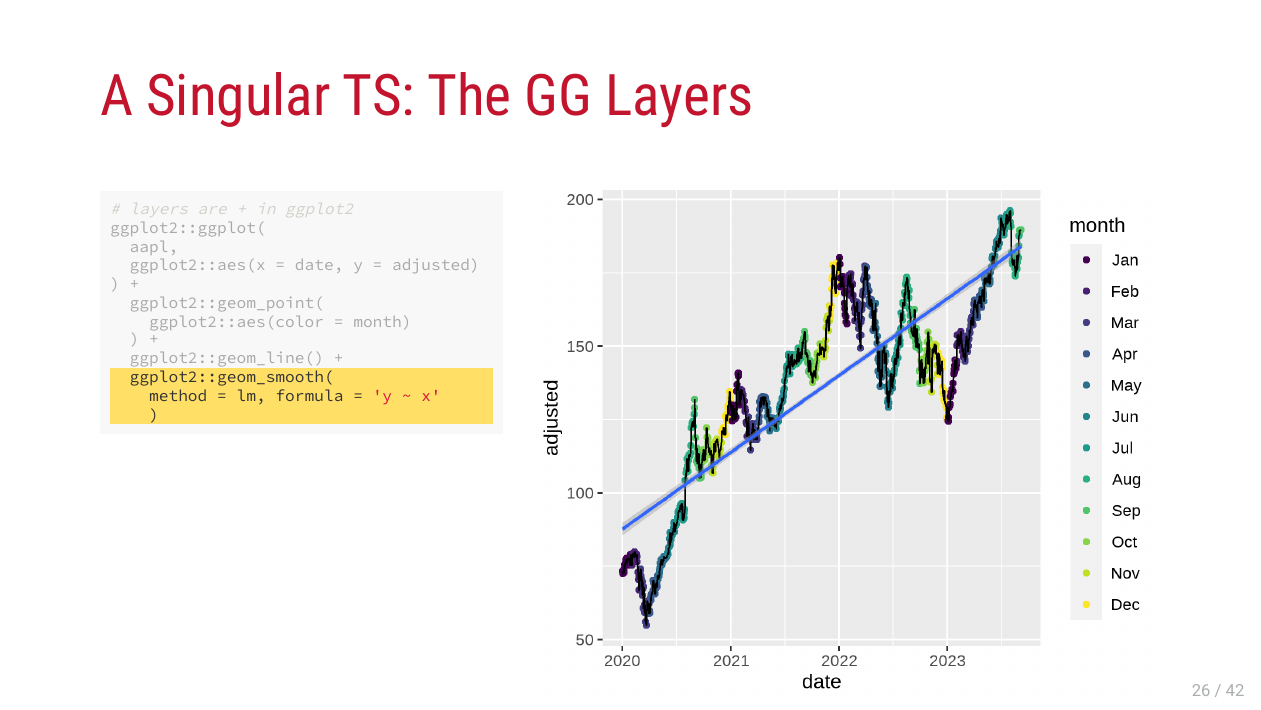 A Singular TS: The GG Layers
# layers are + in ggplot2
ggplot2::ggplot(
  aapl,
  ggplot2::aes(x = date, y = adjusted)
) +
  ggplot2::geom_point(
    ggplot2::aes(color = month)
  ) +
  ggplot2::geom_line() +
  ggplot2::geom_smooth(
    method = lm, formula = 'y ~ x'
    )
200
150
100
50
adjusted
2020 2021 2022 2023
date
month
Jan
Feb
Mar
Apr
May
Jun
Jul
Aug
Sep
Oct
Nov
Dec
26 / 42